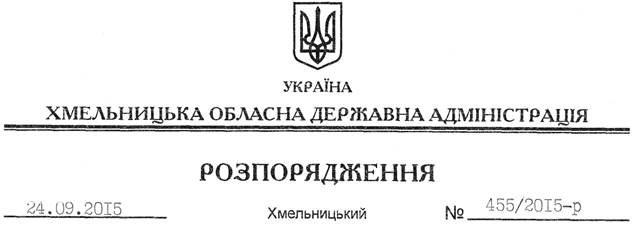 УКРАЇНА
ХМЕЛЬНИЦЬКА ОБЛАСНА ДЕРЖАВНА АДМІНІСТРАЦІЯ
РОЗПОРЯДЖЕННЯ
24.09.2015 Хмельницький № 455/2015-р